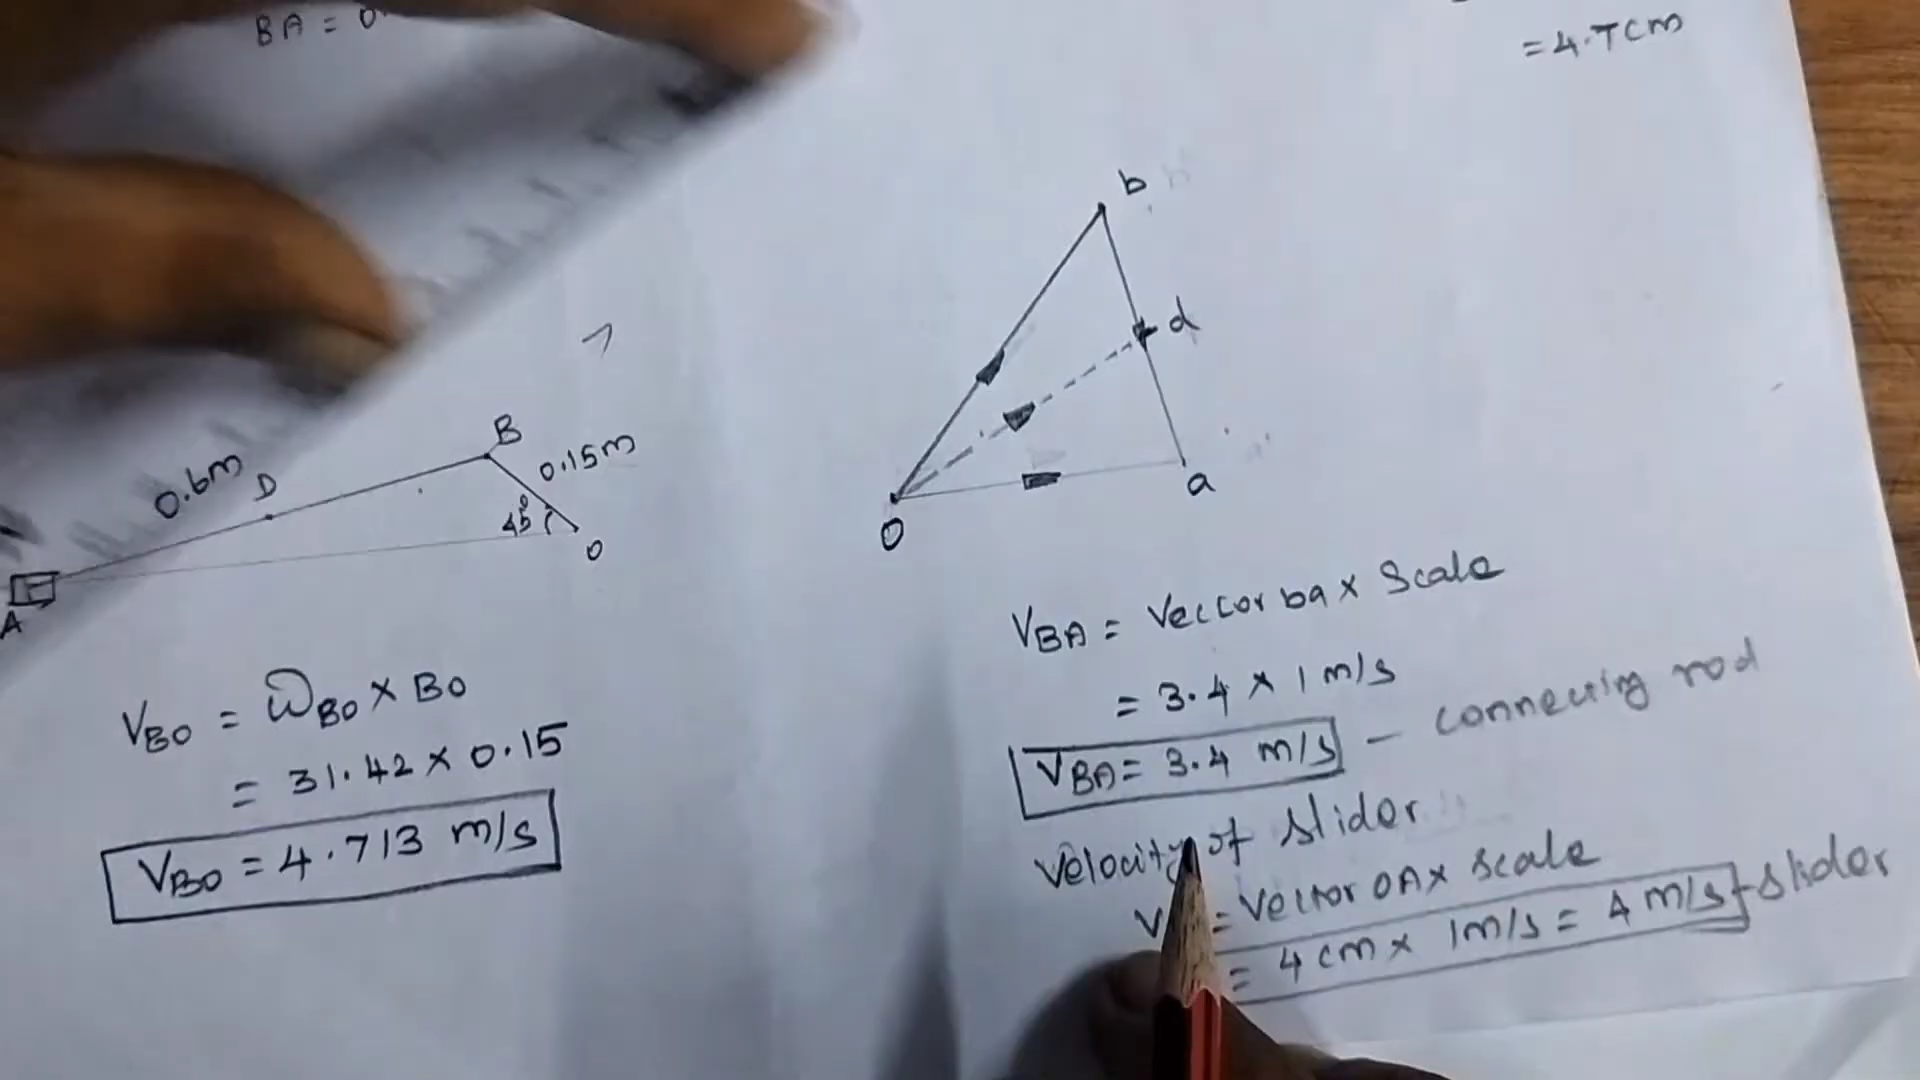 BA = 0
= 4.7cm
b
d
a
O
0.6m
D
B
0.15m
45°
O
A
VBO = ωBO × BO
= 31.42 × 0.15
VBO = 4.713 m/s
VBA = Vector ba × Scale
= 3.4 × 1 m/s
VBA = 3.4 m/s - connecting rod
Velocity of slider
V = Vector OA × scale
= 4 cm × 1m/s = 4 m/s - slider